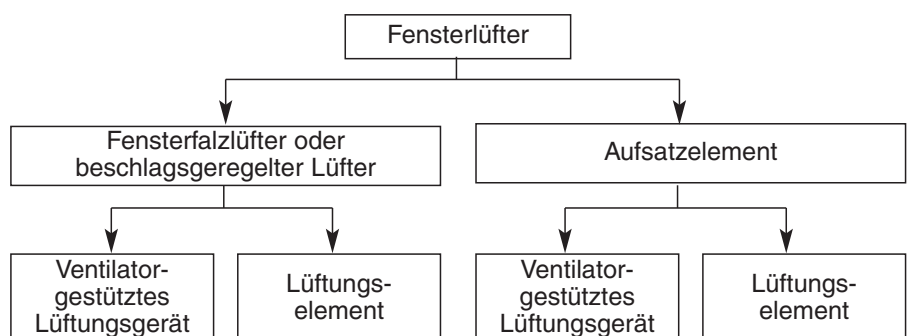 Fensterlüfter
Fensterfalzlüfter oder
beschlagsgeregelter Lüfter
Aufsatzelement
Ventilator-
gestütztes
Lüftungsgerät
Lüftungs-
element
Ventilator-
gestütztes
Lüftungsgerät
Lüftungs-
element